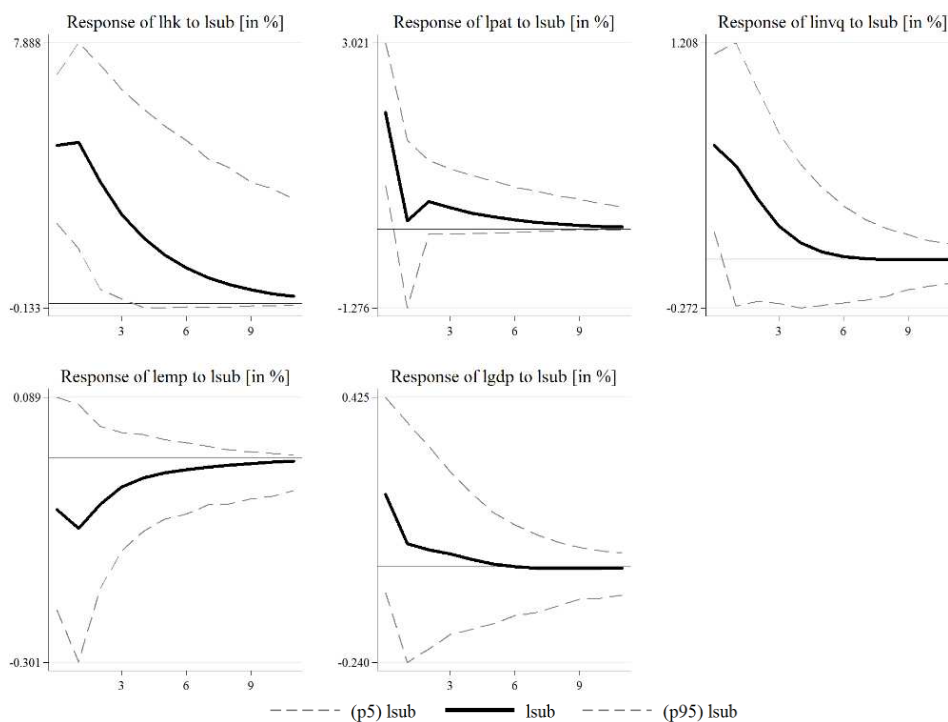 Response of lhk to lsub [in %]
7.888
-0.133
3 6 9
Response of lpat to lsub [in %]
3.021
-1.276
3 6 9
Response of linvq to lsub [in %]
1.208
-0.272
3 6 9
Response of lemp to lsub [in %]
0.089
-0.301
3 6 9
Response of lgdp to lsub [in %]
0.425
-0.240
3 6 9
(p5) lsub lsub (p95) lsub